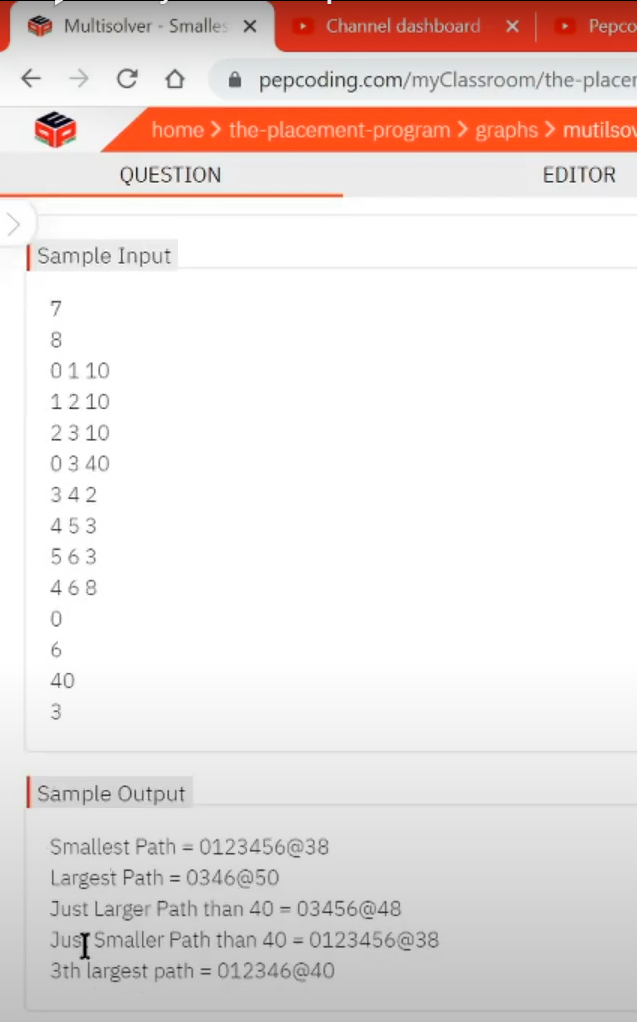 Multisolver - Smalles
Channel dashboard
Pepco
pepcoding.com/myClassroom/the-placer
home > the-placement-program > graphs > mutilsov
QUESTION
EDITOR
Sample Input
7
8
0 1 10
1 2 10
2 3 10
0 3 40
3 4 2
4 5 3
5 6 3
4 6 8
0
6
40
3
Sample Output
Smallest Path = 0123456@38
Largest Path = 0346@50
Just Larger Path than 40 = 03456@48
Just Smaller Path than 40 = 0123456@38
3th largest path = 012346@40